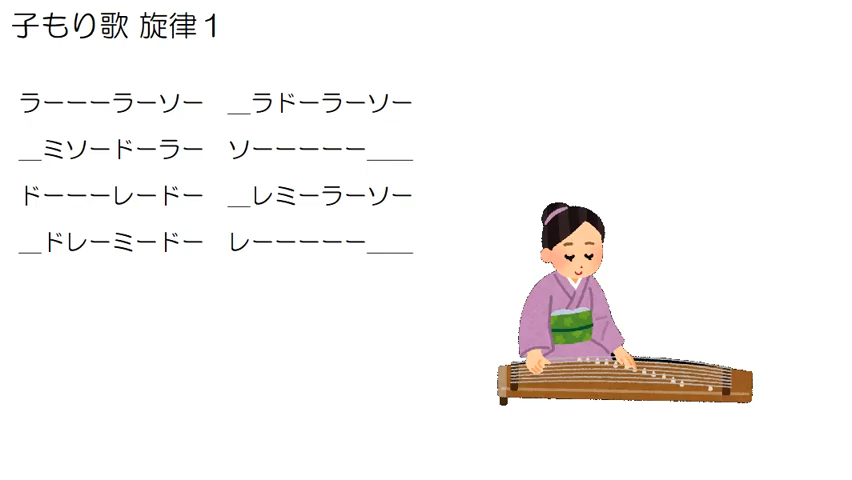 子もり歌 旋律１
ラーーーラーソー　＿ラドーラーソー
＿ミソードーラー　ソーーーーー＿＿
ドーーーレードー　＿レミーラーソー
＿ドレーミードー　レーーーーー＿＿